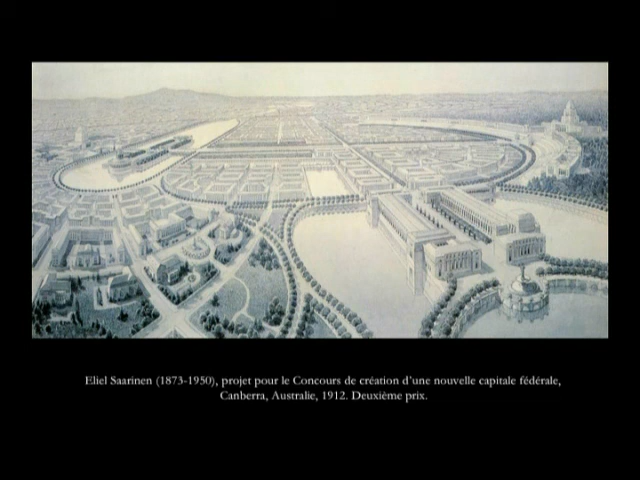 Eliel Saarinen (1873-1950), projet pour le Concours de création d'une nouvelle capitale fédérale,
Canberra, Australie, 1912. Deuxième prix.